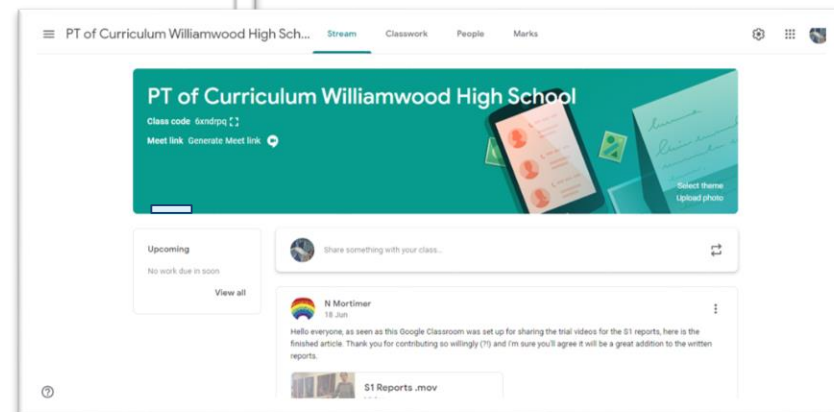 PT of Curriculum Williamwood High Sch... Stream Classwork People Marks
PT of Curriculum Williamwood High School
Class code 6xndrpq
Meet link Generate Meet link
Select theme
Upload photo
Upcoming
No work due in soon
View all
Share something with your class...
N Mortimer
18 Jun
Hello everyone, as seen as this Google Classroom was set up for sharing the trial videos for the S1 reports, here is the
finished article. Thank you for contributing so willingly (?!) and I'm sure you'll agree it will be a great addition to the written
reports.
S1 Reports .mov